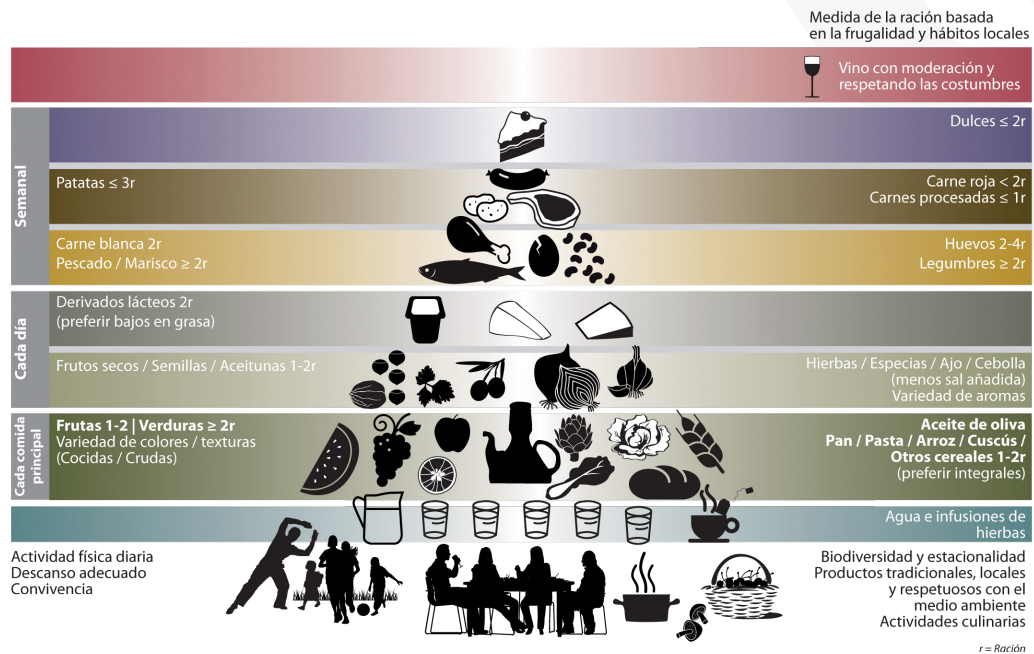 Medida de la ración basada
en la frugalidad y hábitos locales
Vino con moderación y
respetando las costumbres
Semanal
Dulces ≤ 2r
Patatas ≤ 3r
Carne roja < 2r
Carnes procesadas ≤ 1r
Carne blanca 2r
Pescado / Marisco ≥ 2r
Huevos 2-4r
Legumbres ≥ 2r
Cada día
Derivados lácteos 2r
(preferir bajos en grasa)
Frutos secos / Semillas / Aceitunas 1-2r
Hierbas / Especias / Ajo / Cebolla
(menos sal añadida)
Variedad de aromas
Cada comida
principal
Frutas 1-2 | Verduras ≥ 2r
Variedad de colores / texturas
(Cocidas / Crudas)
Aceite de oliva
Pan / Pasta / Arroz / Cuscús /
Otros cereales 1-2r
(preferir integrales)
Agua e infusiones de
hierbas
Actividad física diaria
Descanso adecuado
Convivencia
Biodiversidad y estacionalidad
Productos tradicionales, locales
y respetuosos con el
medio ambiente
Actividades culinarias
r = Ración